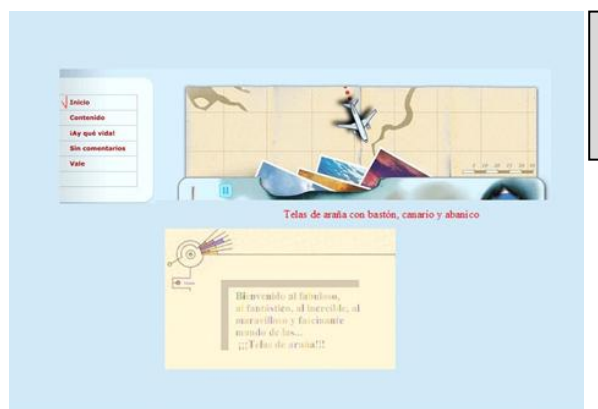 Inicio
Contenido
¡Ay qué vida!
Sin comentarios
Vale
Telas de araña con bastón, canario y abanico
Bienvenido al fabuloso,
al fantástico, al increíble, al
maravilloso y fascinante
mundo de las...
¡¡¡Telas de araña!!!